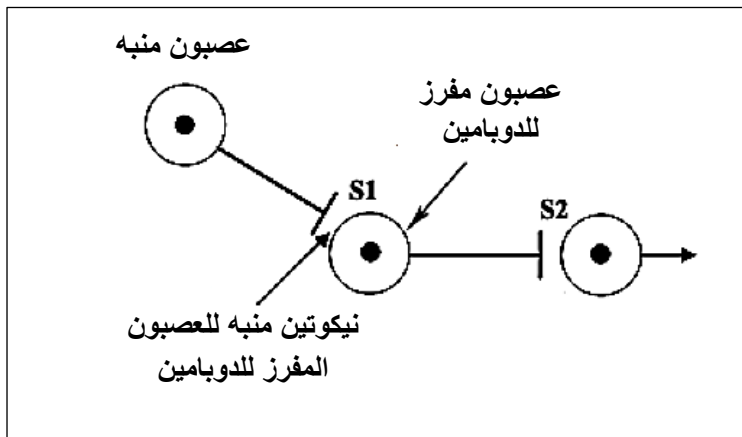 عصبون منبه
عصبون مفرز
للدوبامين
S1
S2
نيكوتين منبه للعصبون
المفرز للدوبامين